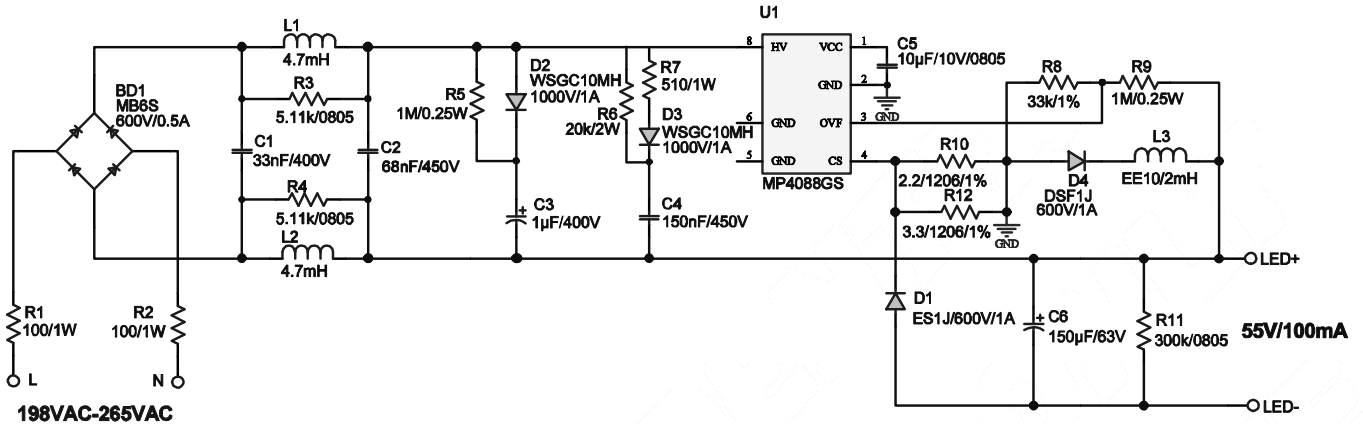 U1
L1
4.7mH
BD1
MB6S
600V/0.5A
R3
5.11k/0805
C1
33nF/400V
C2
68nF/450V
R4
5.11k/0805
L2
4.7mH
R1
100/1W
R2
100/1W
L
N
198VAC-265VAC
R5
1M/0.25W
D2
WSGC10MH
1000V/1A
R7
510/1W
R6
20k/2W
D3
WSGC10MH
1000V/1A
C3
+
1µF/400V
C4
150nF/450V
8
HV
VCC
1
GND
2
6
GND
OVF
3
5
GND
CS
4
MP4088GS
C5
10µF/10V/0805
GND
R8
33k/1%
R9
1M/0.25W
R10
2.2/1206/1%
R12
3.3/1206/1%
GND
D4
DSF1J
600V/1A
L3
EE10/2mH
LED+
D1
ES1J/600V/1A
+
C6
150µF/63V
R11
300k/0805
55V/100mA
LED-